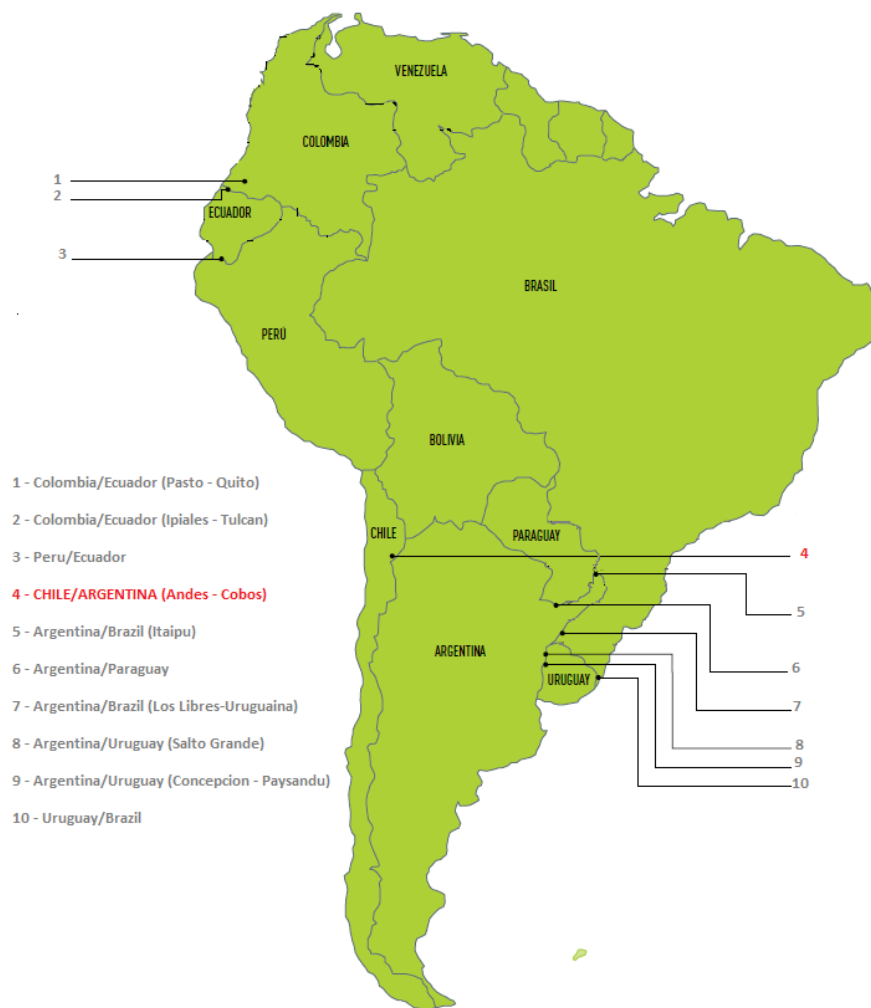 VENEZUELA
COLOMBIA
1
2
ECUADOR
3
BRASIL
PERÚ
BOLIVIA
1 - Colombia/Ecuador (Pasto - Quito)
2 - Colombia/Ecuador (Ipiales - Tulcan)
CHILE
PARAGUAY
3 - Peru/Ecuador
4
4 - CHILE/ARGENTINA (Andes - Cobos)
5
5 - Argentina/Brazil (Itaipu)
ARGENTINA
6 - Argentina/Paraguay
6
URUGUAY
7 - Argentina/Brazil (Los Libres-Uruguaina)
7
8 - Argentina/Uruguay (Salto Grande)
8
9
9 - Argentina/Uruguay (Concepcion - Paysandu)
10
10 - Uruguay/Brazil